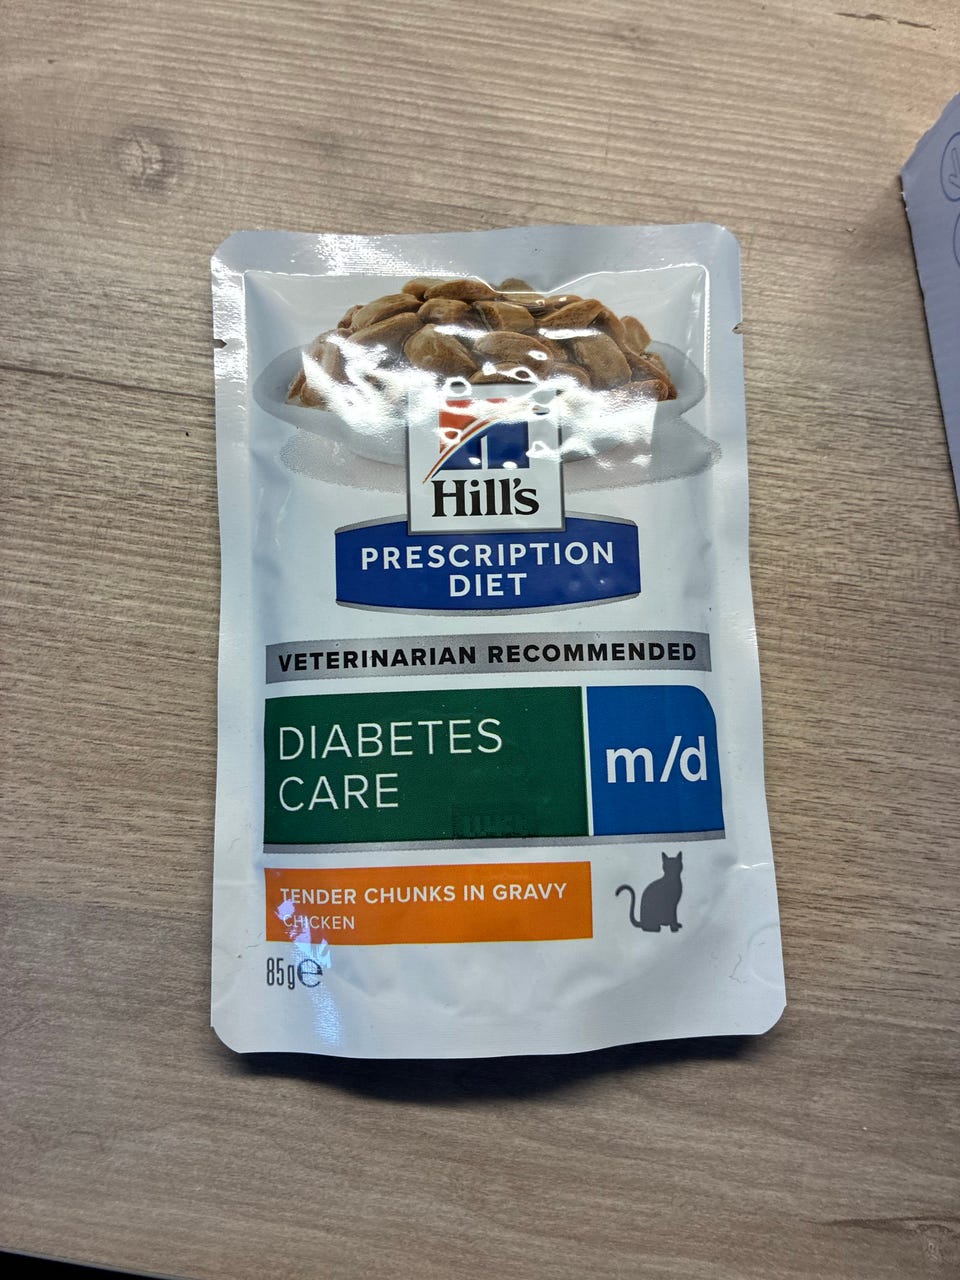 Hill's
PRESCRIPTION
DIET
VETERINARIAN RECOMMENDED
DIABETES
CARE
m/d
TENDER CHUNKS IN GRAVY
CHICKEN
85g℮